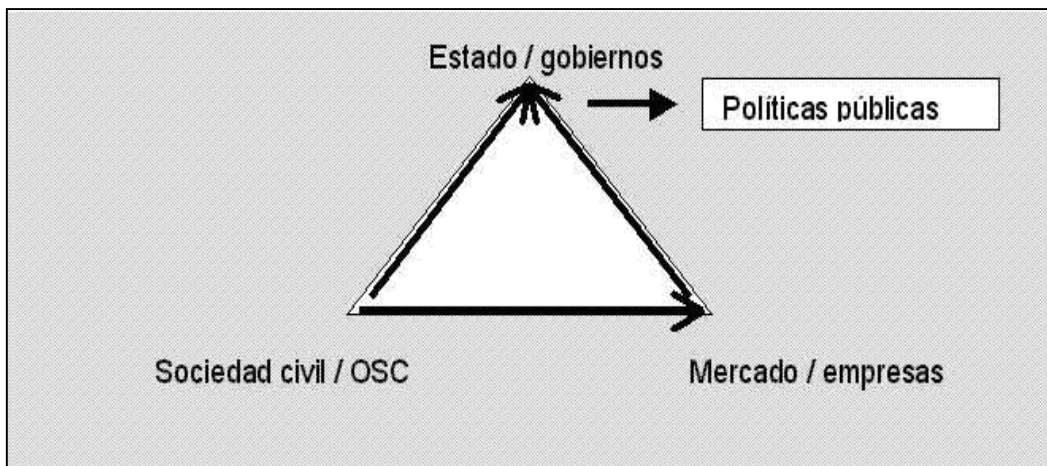 Estado / gobiernos
Políticas públicas
Sociedad civil / OSC
Mercado / empresas